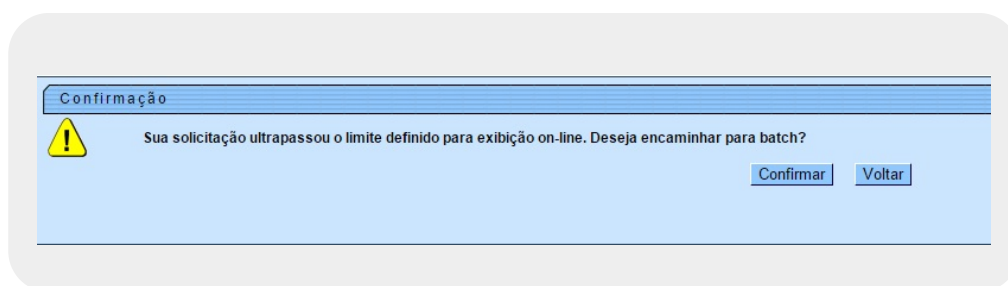 Confirmação
Sua solicitação ultrapassou o limite definido para exibição on-line. Deseja encaminhar para batch?
Confirmar Voltar